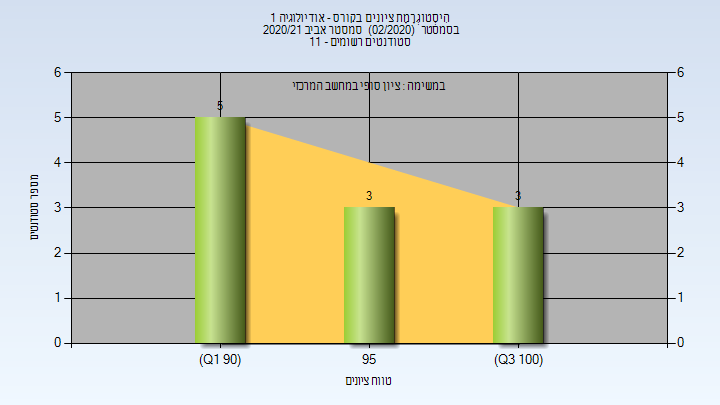 היסטוגרמת ציונים בקורס - אודיולוגיה 1
בסמסטר (02/2020) סמסטר אביב 2020/21
סטודנטים רשומים - 11
במשימה : ציון סופי במחשב המרכזי
6 6
5 5
4 4
3 3
2 2
1 1
0 0
5
3
3
מספר סטודנטים
(Q1 90) 95 (Q3 100)
טווח ציונים